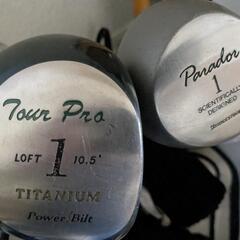 Tour Pro
1
LOFT 10.5°
TITANIUM
Power Bilt
Parador
1
SCIENTIFICALLY
DESIGNED